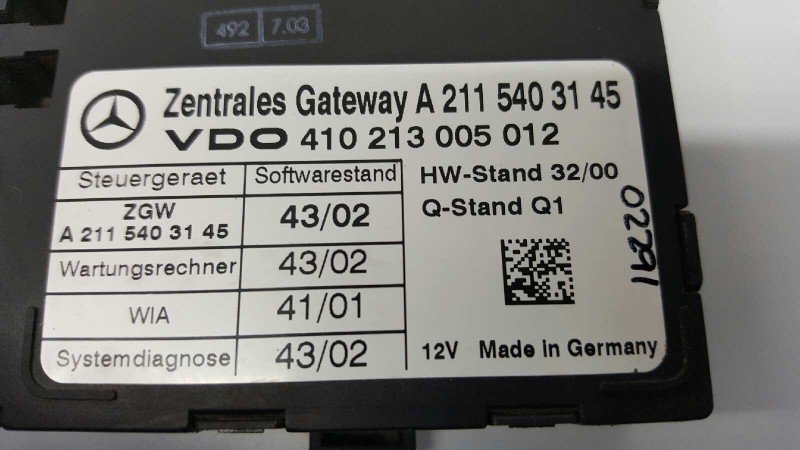 492 7.03
Zentrales Gateway A 211 540 31 45
VDO 410 213 005 012
Steuergeraet Softwarestand
ZGW
A 211 540 31 45 43/02
Wartungsrechner 43/02
WIA 41/01
Systemdiagnose 43/02
HW-Stand 32/00
Q-Stand Q1
02291
12V Made in Germany